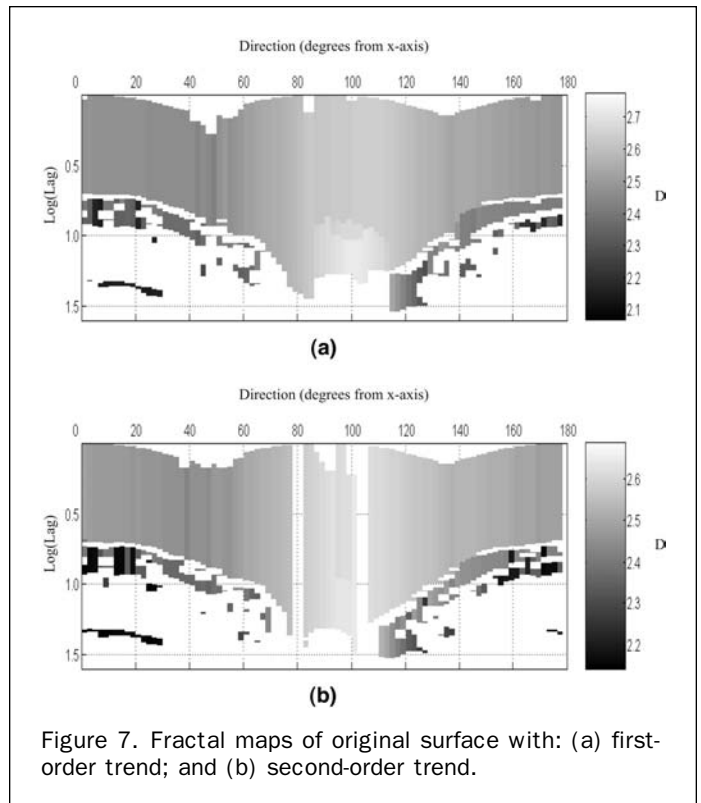 Direction (degrees from x-axis)
0 20 40 60 80 100 120 140 160 180
Log(Lag)
0.5
1.0
1.5
2.7
2.6
2.5
2.4
2.3
2.2
2.1
D
(a)
Direction (degrees from x-axis)
0 20 40 60 80 100 120 140 160 180
Log(Lag)
0.5
1.0
1.5
2.6
2.5
2.4
2.3
2.2
D
(b)
Figure 7. Fractal maps of original surface with: (a) first-
order trend; and (b) second-order trend.